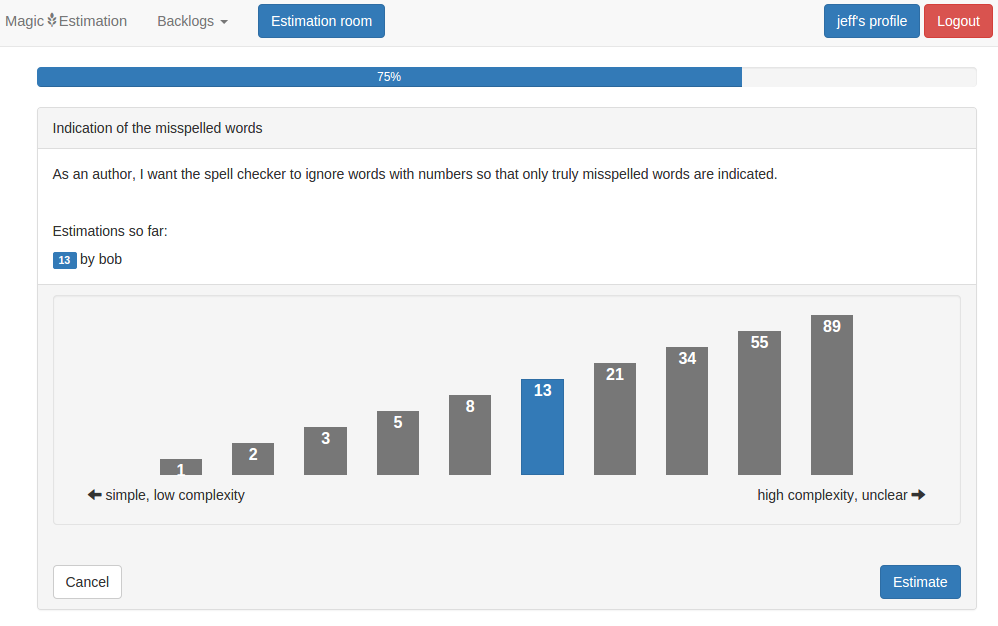 Magic Estimation Backlogs Estimation room jeff's profile Logout
75%
Indication of the misspelled words
As an author, I want the spell checker to ignore words with numbers so that only truly misspelled words are indicated.
Estimations so far:
13 by bob
1 2 3 5 8 13 21 34 55 89
simple, low complexity high complexity, unclear
Cancel Estimate